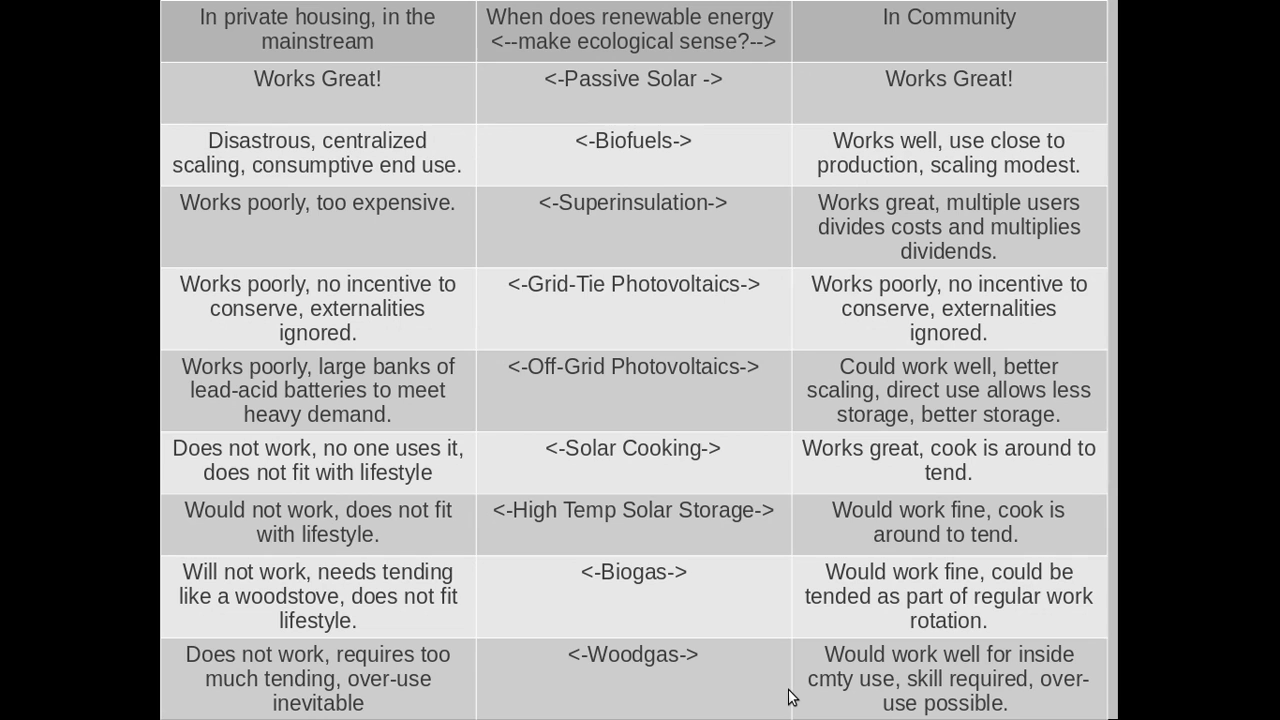 In private housing, in the
mainstream
When does renewable energy
<--make ecological sense?-->
In Community
Works Great!
<-Passive Solar ->
Works Great!
Disastrous, centralized
scaling, consumptive end use.
<-Biofuels->
Works well, use close to
production, scaling modest.
Works poorly, too expensive.
<-Superinsulation->
Works great, multiple users
divides costs and multiplies
dividends.
Works poorly, no incentive to
conserve, externalities
ignored.
<-Grid-Tie Photovoltaics->
Works poorly, no incentive to
conserve, externalities
ignored.
Works poorly, large banks of
lead-acid batteries to meet
heavy demand.
<-Off-Grid Photovoltaics->
Could work well, better
scaling, direct use allows less
storage, better storage.
Does not work, no one uses it,
does not fit with lifestyle
<-Solar Cooking->
Works great, cook is around to
tend.
Would not work, does not fit
with lifestyle.
<-High Temp Solar Storage->
Would work fine, cook is
around to tend.
Will not work, needs tending
like a woodstove, does not fit
lifestyle.
<-Biogas->
Would work fine, could be
tended as part of regular work
rotation.
Does not work, requires too
much tending, over-use
inevitable
<-Woodgas->
Would work well for inside
cmty use, skill required, over-
use possible.